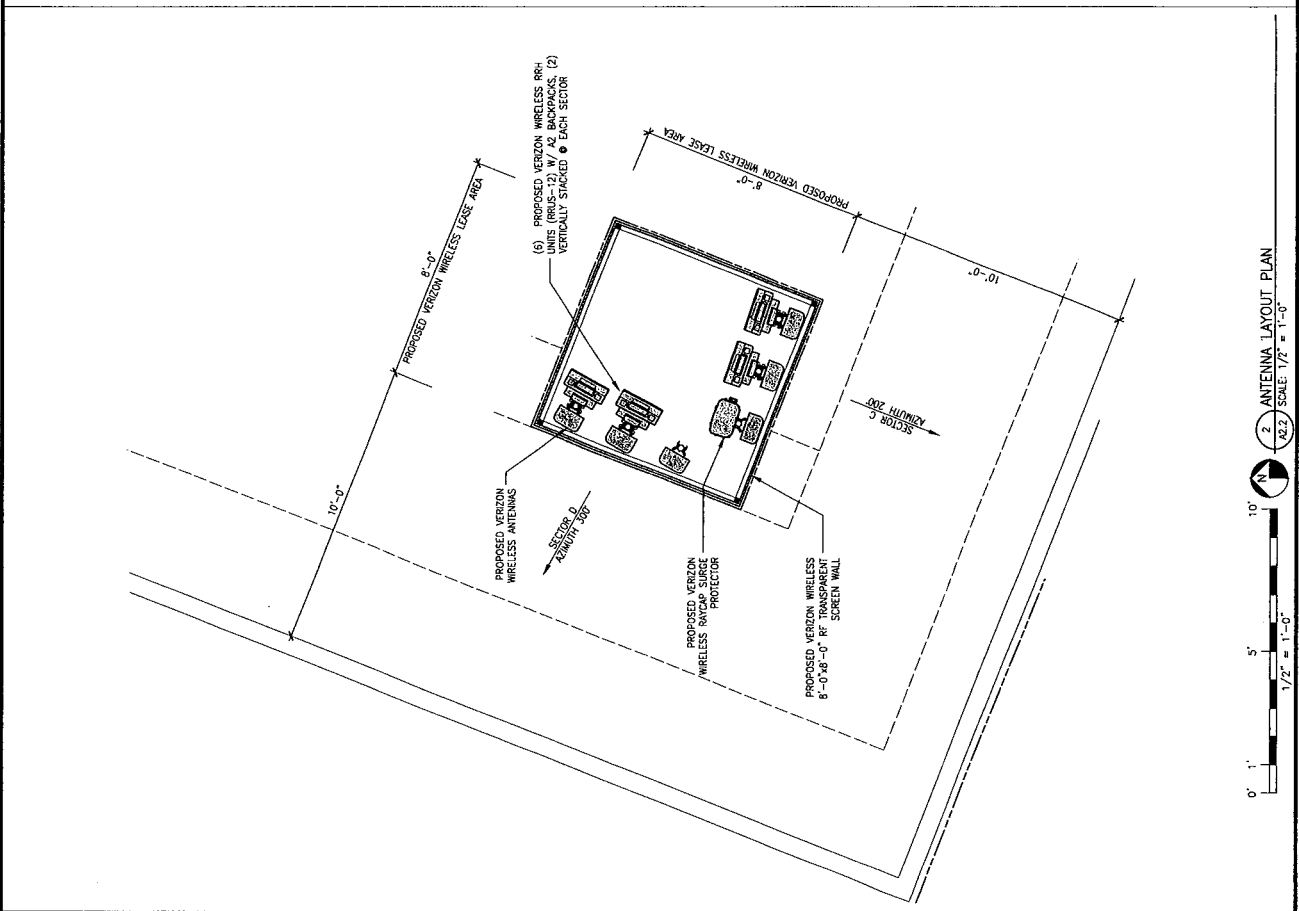 (6) PROPOSED VERIZON WIRELESS RRH
UNITS (RRUS-12) W/ A2 BACKPACKS, (2)
VERTICALLY STACKED @ EACH SECTOR
8'-0"
PROPOSED VERIZON WIRELESS LEASE AREA
10'-0"
8'-0"
PROPOSED VERIZON WIRELESS LEASE AREA
10'-0"
PROPOSED VERIZON
WIRELESS ANTENNAS
SECTOR D
AZIMUTH 300°
PROPOSED VERIZON
WIRELESS RAYCAP SURGE
PROTECTOR
PROPOSED VERIZON WIRELESS
8'-0"x8'-0" RF TRANSPARENT
SCREEN WALL
SECTOR C
AZIMUTH 200°
0' 1' 5' 10'
1/2" = 1'-0"
N
2
A2.2
ANTENNA LAYOUT PLAN
SCALE: 1/2" = 1'-0"